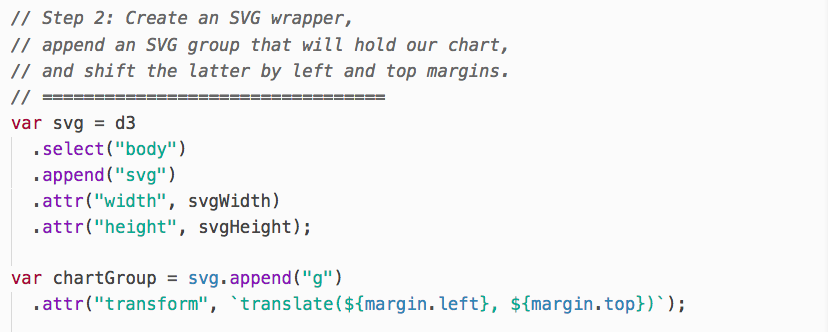 // Step 2: Create an SVG wrapper,
// append an SVG group that will hold our chart,
// and shift the latter by left and top margins.
// =================================
var svg = d3
  .select("body")
  .append("svg")
  .attr("width", svgWidth)
  .attr("height", svgHeight);
var chartGroup = svg.append("g")
  .attr("transform", `translate(${margin.left}, ${margin.top})`);